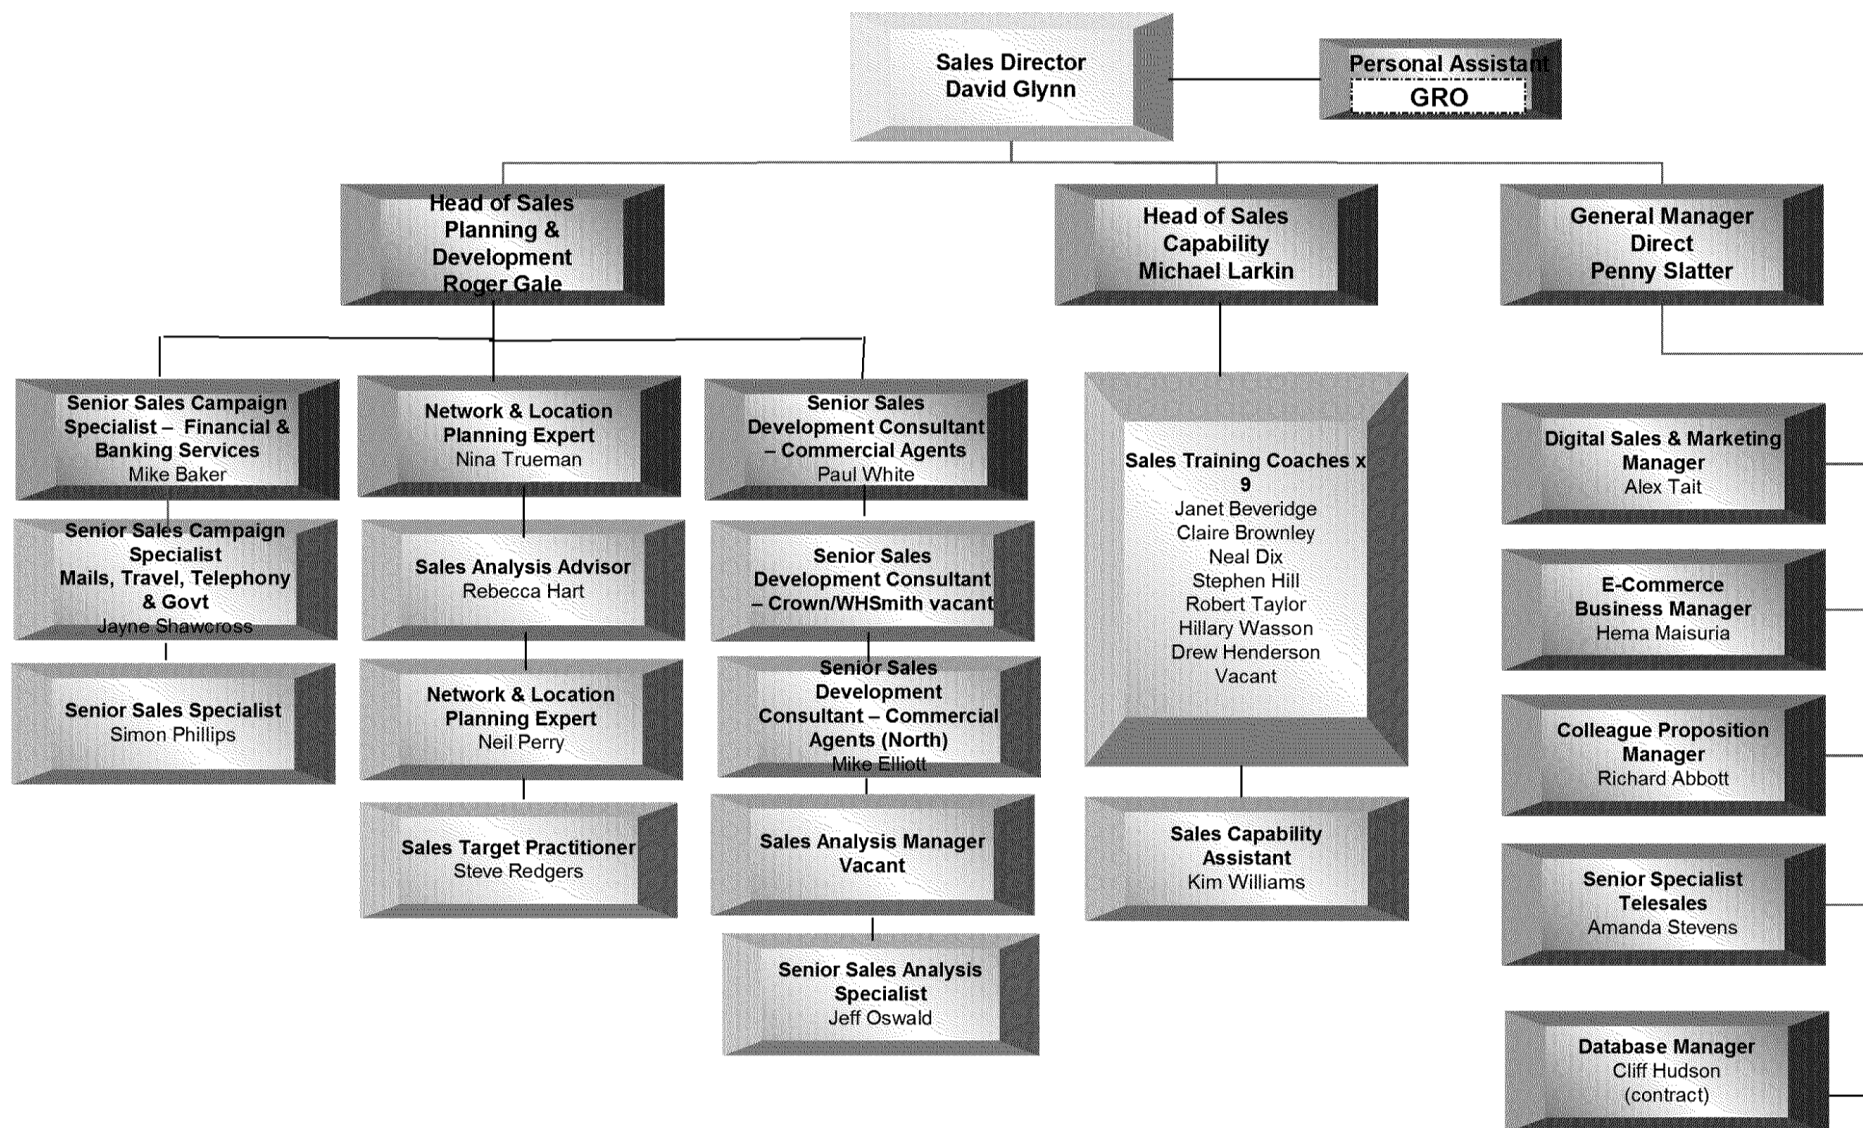 Sales Director
David Glynn
Personal Assistant
GRO
Head of Sales
Planning &
Development
Roger Gale
Head of Sales
Capability
Michael Larkin
General Manager
Direct
Penny Slatter
Senior Sales Campaign
Specialist – Financial &
Banking Services
Mike Baker
Senior Sales Campaign
Specialist
Mails, Travel, Telephony
& Govt
Jayne Shawcross
Senior Sales Specialist
Simon Phillips
Network & Location
Planning Expert
Nina Trueman
Sales Analysis Advisor
Rebecca Hart
Network & Location
Planning Expert
Neil Perry
Sales Target Practitioner
Steve Redgers
Senior Sales
Development Consultant
– Commercial Agents
Paul White
Senior Sales
Development Consultant
– Crown/WHSmith vacant
Senior Sales
Development
Consultant – Commercial
Agents (North)
Mike Elliott
Sales Analysis Manager
Vacant
Senior Sales Analysis
Specialist
Jeff Oswald
Sales Training Coaches x
9
Janet Beveridge
Claire Brownley
Neal Dix
Stephen Hill
Robert Taylor
Hillary Wasson
Drew Henderson
Vacant
Sales Capability
Assistant
Kim Williams
Digital Sales & Marketing
Manager
Alex Tait
E-Commerce
Business Manager
Hema Maisuria
Colleague Proposition
Manager
Richard Abbott
Senior Specialist
Telesales
Amanda Stevens
Database Manager
Cliff Hudson
(contract)